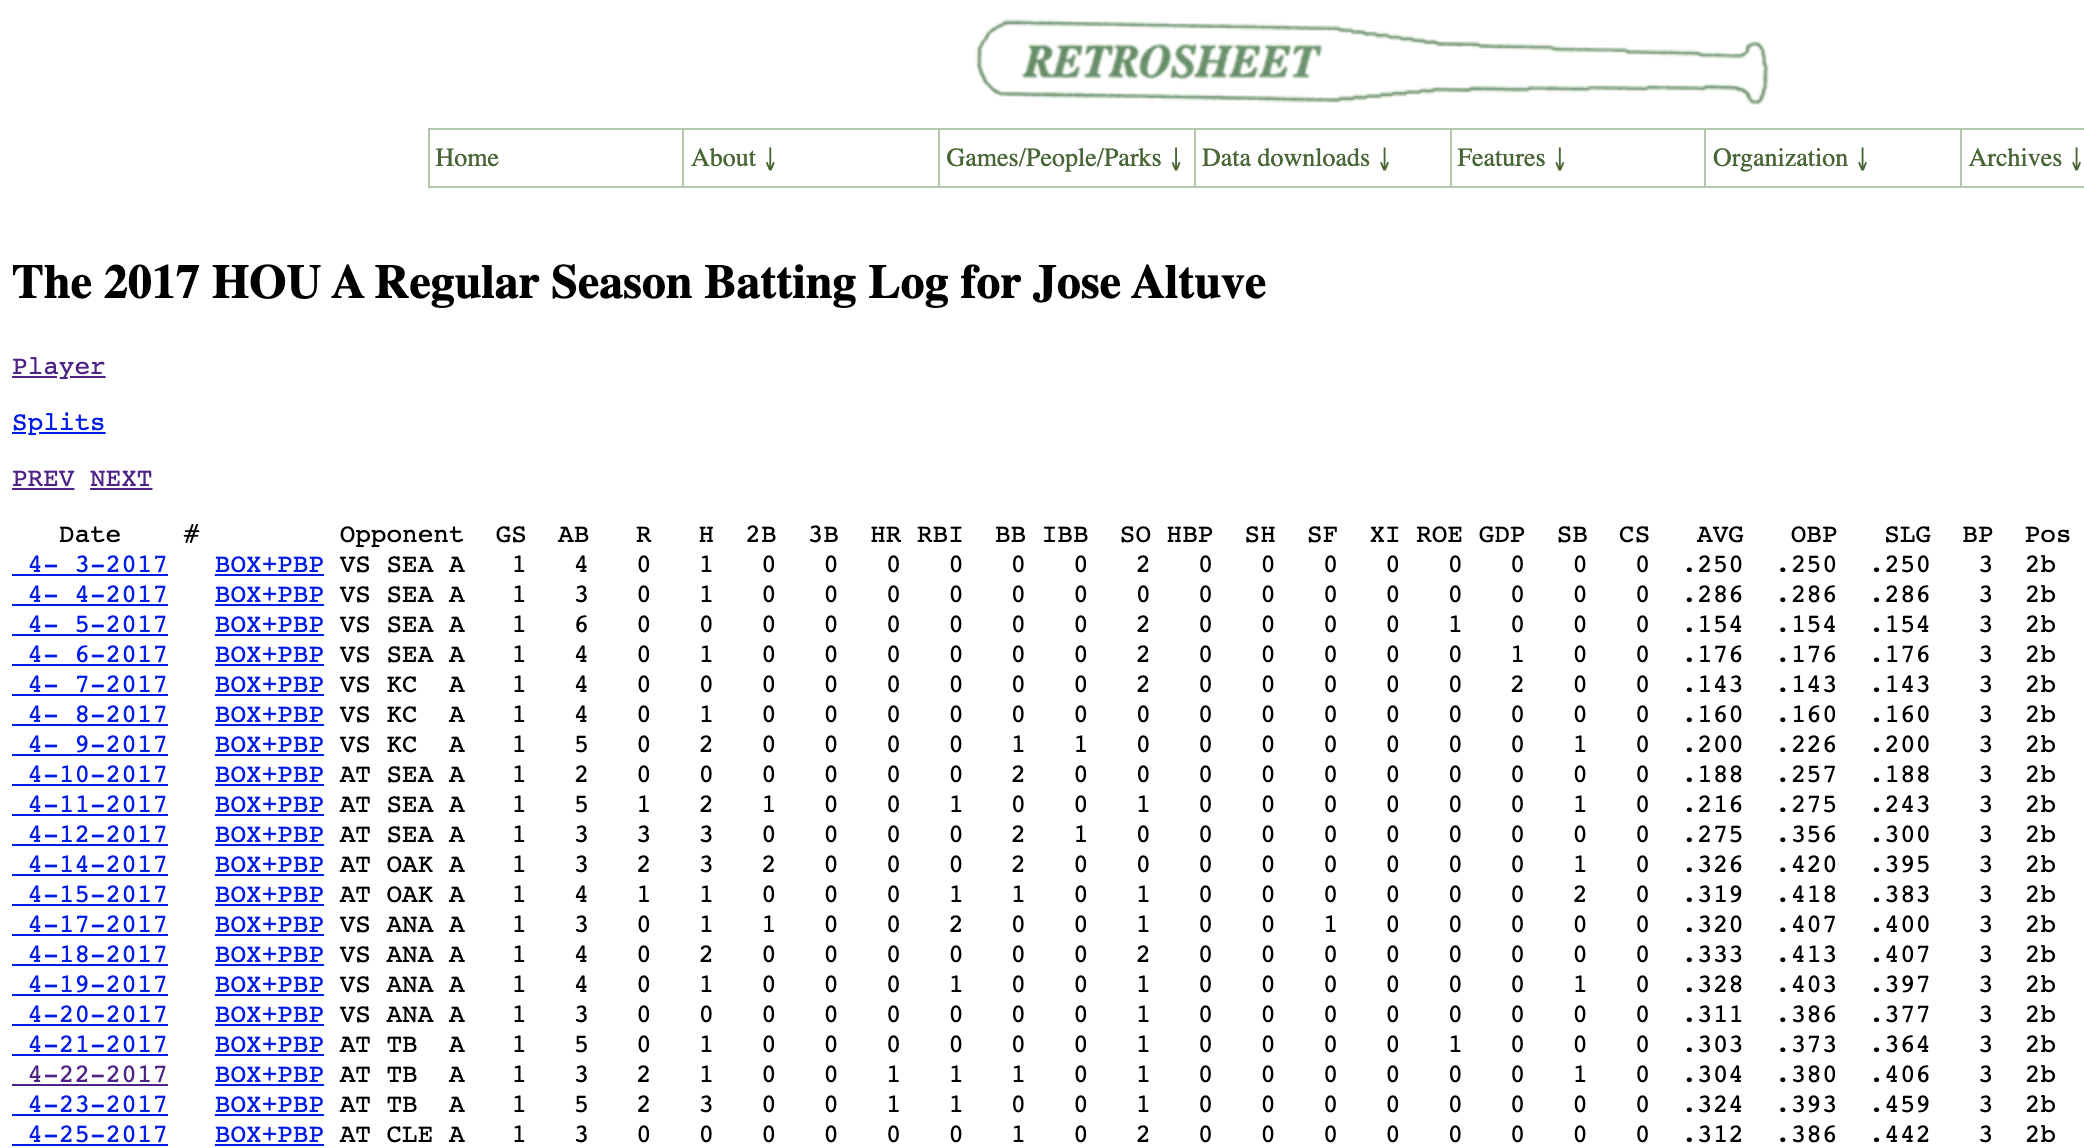 RETROSHEET
Home About ↓ Games/People/Parks ↓ Data downloads ↓ Features ↓ Organization ↓ Archives ↓
The 2017 HOU A Regular Season Batting Log for Jose Altuve
Player
Splits
PREV NEXT
Date # Opponent GS AB R H 2B 3B HR RBI BB IBB SO HBP SH SF XI ROE GDP SB CS AVG OBP SLG BP Pos
4- 3-2017 BOX+PBP VS SEA A 1 4 0 1 0 0 0 0 0 0 2 0 0 0 0 0 0 0 0 .250 .250 .250 3 2b
4- 4-2017 BOX+PBP VS SEA A 1 3 0 1 0 0 0 0 0 0 0 0 0 0 0 0 0 0 0 .286 .286 .286 3 2b
4- 5-2017 BOX+PBP VS SEA A 1 6 0 0 0 0 0 0 0 0 2 0 0 0 0 1 0 0 0 .154 .154 .154 3 2b
4- 6-2017 BOX+PBP VS SEA A 1 4 0 1 0 0 0 0 0 0 2 0 0 0 0 0 1 0 0 .176 .176 .176 3 2b
4- 7-2017 BOX+PBP VS KC A 1 4 0 0 0 0 0 0 0 0 2 0 0 0 0 0 2 0 0 .143 .143 .143 3 2b
4- 8-2017 BOX+PBP VS KC A 1 4 0 1 0 0 0 0 0 0 0 0 0 0 0 0 0 0 0 .160 .160 .160 3 2b
4- 9-2017 BOX+PBP VS KC A 1 5 0 2 0 0 0 0 1 1 0 0 0 0 0 0 0 1 0 .200 .226 .200 3 2b
4-10-2017 BOX+PBP AT SEA A 1 2 0 0 0 0 0 0 2 0 0 0 0 0 0 0 0 0 0 .188 .257 .188 3 2b
4-11-2017 BOX+PBP AT SEA A 1 5 1 2 1 0 0 1 0 0 1 0 0 0 0 0 0 1 0 .216 .275 .243 3 2b
4-12-2017 BOX+PBP AT SEA A 1 3 3 3 0 0 0 0 2 1 0 0 0 0 0 0 0 0 0 .275 .356 .300 3 2b
4-14-2017 BOX+PBP AT OAK A 1 3 2 3 2 0 0 0 2 0 0 0 0 0 0 0 0 1 0 .326 .420 .395 3 2b
4-15-2017 BOX+PBP AT OAK A 1 4 1 1 0 0 0 1 1 0 1 0 0 0 0 0 0 2 0 .319 .418 .383 3 2b
4-17-2017 BOX+PBP VS ANA A 1 3 0 1 1 0 0 2 0 0 1 0 0 1 0 0 0 0 0 .320 .407 .400 3 2b
4-18-2017 BOX+PBP VS ANA A 1 4 0 2 0 0 0 0 0 0 2 0 0 0 0 0 0 0 0 .333 .413 .407 3 2b
4-19-2017 BOX+PBP VS ANA A 1 4 0 1 0 0 0 1 0 0 1 0 0 0 0 0 0 1 0 .328 .403 .397 3 2b
4-20-2017 BOX+PBP VS ANA A 1 3 0 0 0 0 0 0 0 0 1 0 0 0 0 0 0 0 0 .311 .386 .377 3 2b
4-21-2017 BOX+PBP AT TB A 1 5 0 1 0 0 0 0 0 0 1 0 0 0 0 1 0 0 0 .303 .373 .364 3 2b
4-22-2017 BOX+PBP AT TB A 1 3 2 1 0 0 1 1 1 0 1 0 0 0 0 0 0 1 0 .304 .380 .406 3 2b
4-23-2017 BOX+PBP AT TB A 1 5 2 3 0 0 1 1 0 0 1 0 0 0 0 0 0 0 0 .324 .393 .459 3 2b
4-25-2017 BOX+PBP AT CLE A 1 3 0 0 0 0 0 0 1 0 2 0 0 0 0 0 0 0 0 .312 .386 .442 3 2b